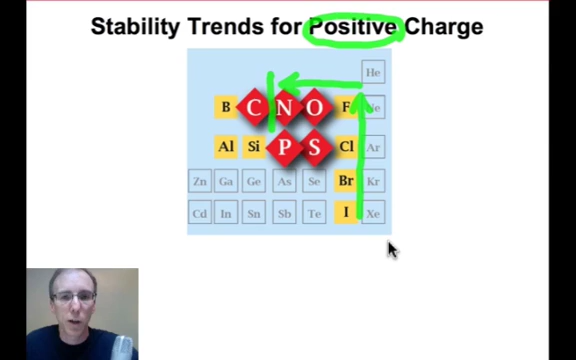 Stability Trends for Positive Charge
He
B C N O F Ne
Al Si P S Cl Ar
Zn Ga Ge As Se Br Kr
Cd In Sn Sb Te I Xe